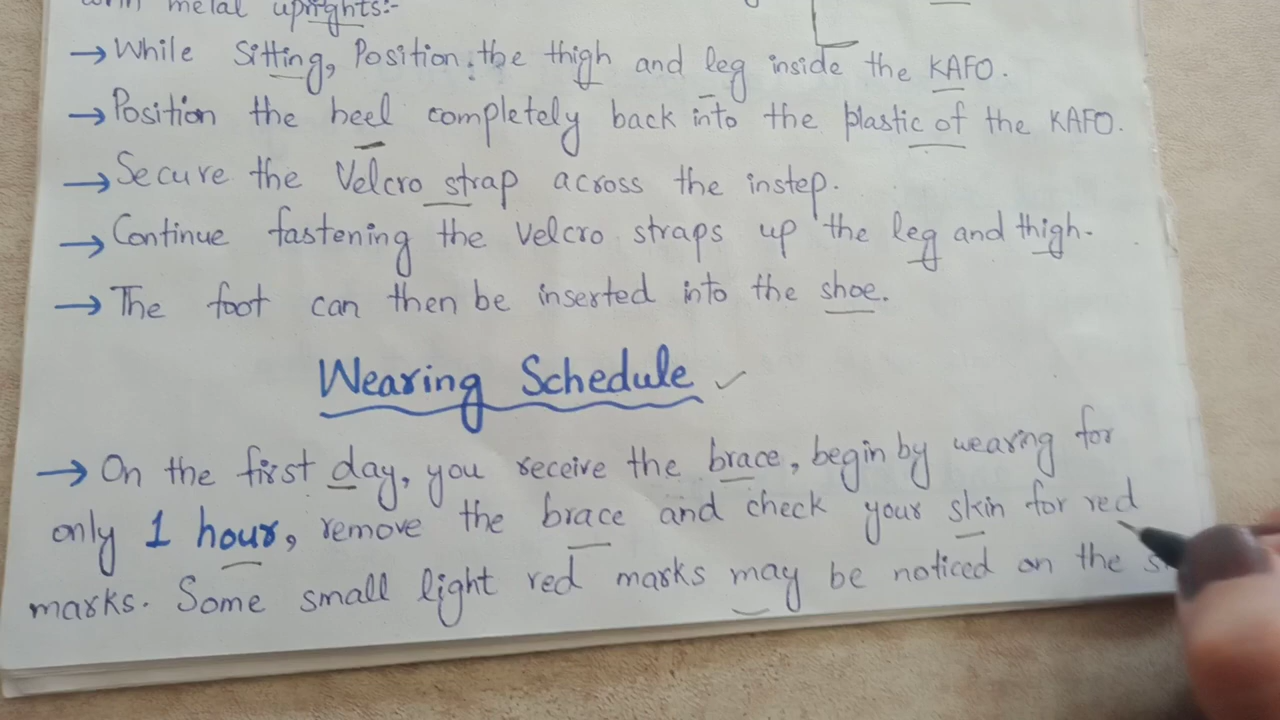 with metal uprights:-
→ While Sitting, Position the thigh and leg inside the KAFO.
→ Position the heel completely back into the plastic of the KAFO.
→ Secure the Velcro strap across the instep.
→ Continue fastening the Velcro straps up the leg and thigh.
→ The foot can then be inserted into the shoe.
Wearing Schedule
→ On the first day, you receive the brace, begin by wearing for
only 1 hour, remove the brace and check your skin for red
marks. Some small light red marks may be noticed on the